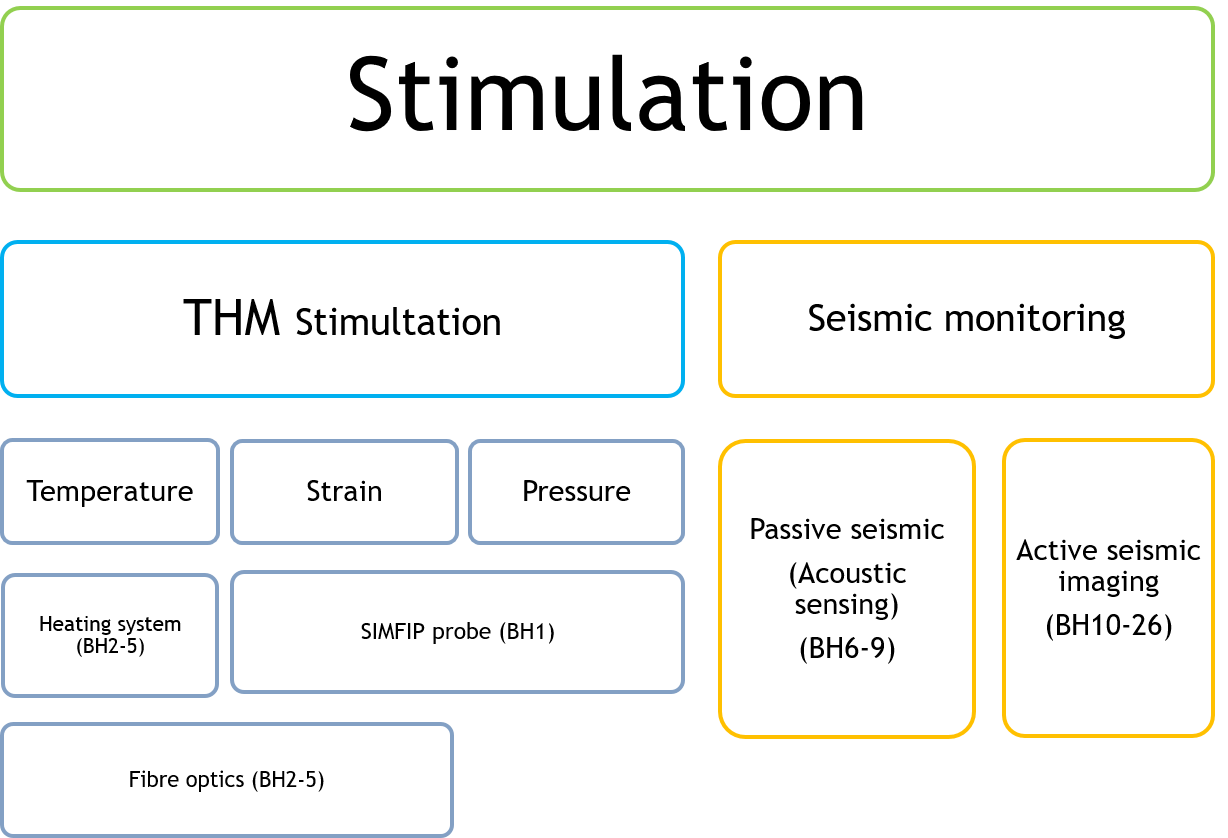 Stimulation
THM Stimultation
Seismic monitoring
Temperature
Strain
Pressure
Passive seismic
(Acoustic
sensing)
(BH6-9)
Active seismic
imaging
(BH10-26)
Heating system
(BH2-5)
SIMFIP probe (BH1)
Fibre optics (BH2-5)